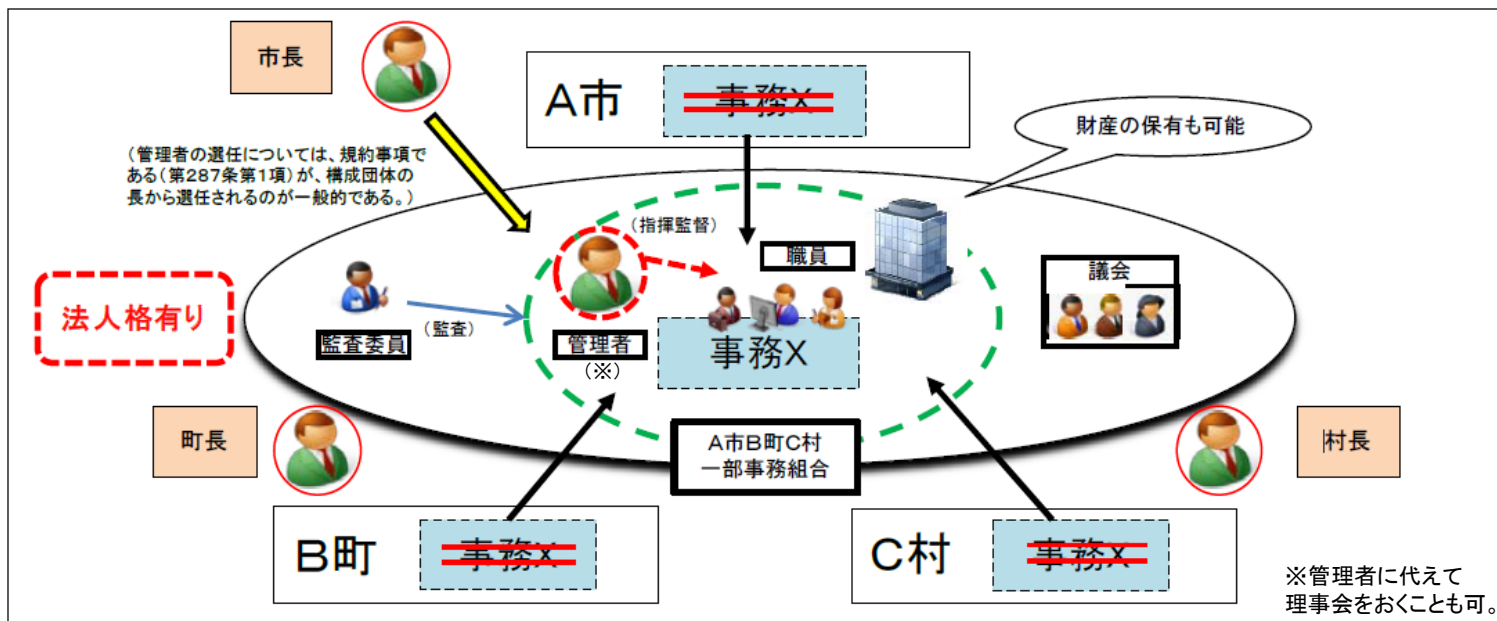 市長
A市
事務X
財産の保有も可能
(管理者の選任については、規約事項で
ある(第287条第1項)が、構成団体の
長から選任されるのが一般的である。)
(指揮監督)
職員
議会
法人格有り
監査委員
(監査)
管理者
(※)
事務X
町長
A市B町C村
一部事務組合
村長
B町
事務X
C村
事務X
※管理者に代えて
理事会をおくことも可。